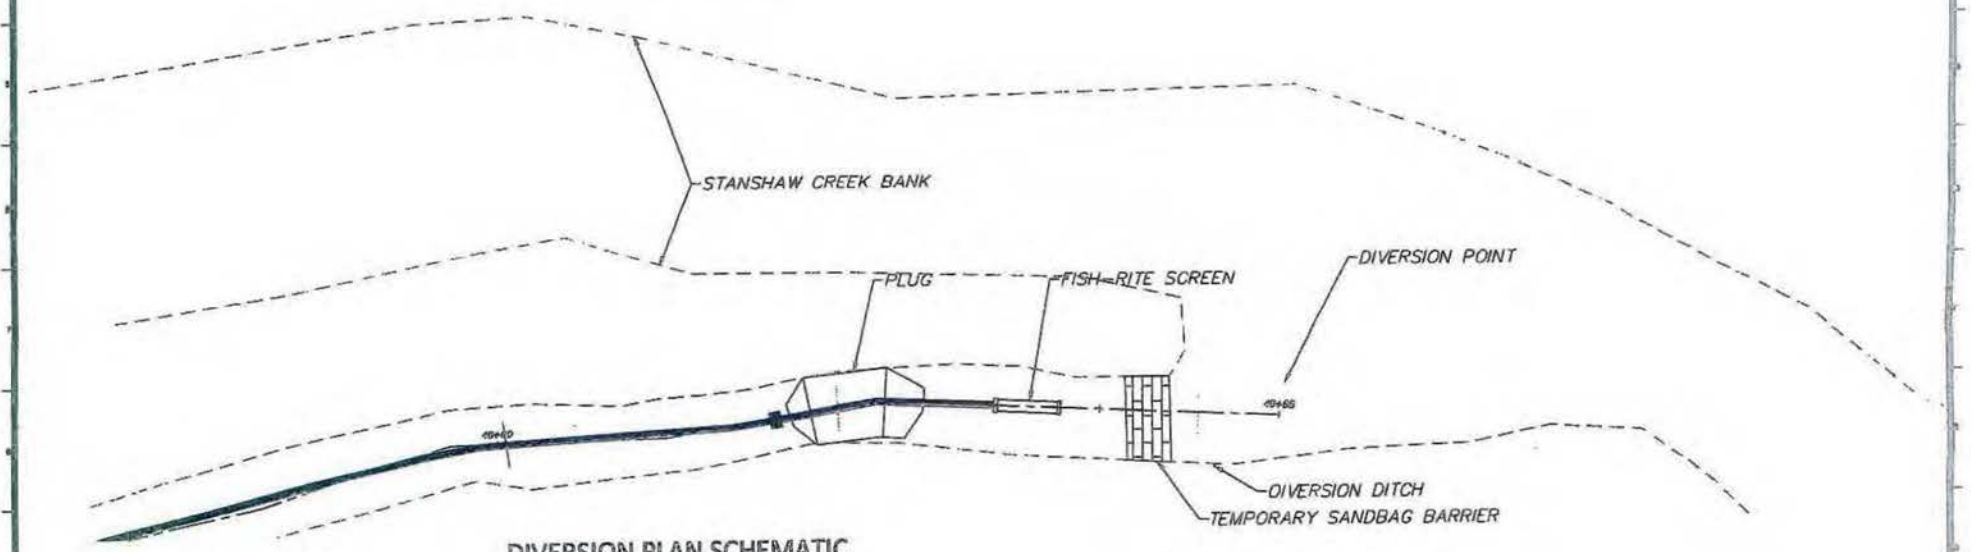 STANSHAW CREEK BANK
DIVERSION POINT
PLUG
FISH-RITE SCREEN
DIVERSION DITCH
TEMPORARY SANDBAG BARRIER
DIVERSION PLAN SCHEMATIC